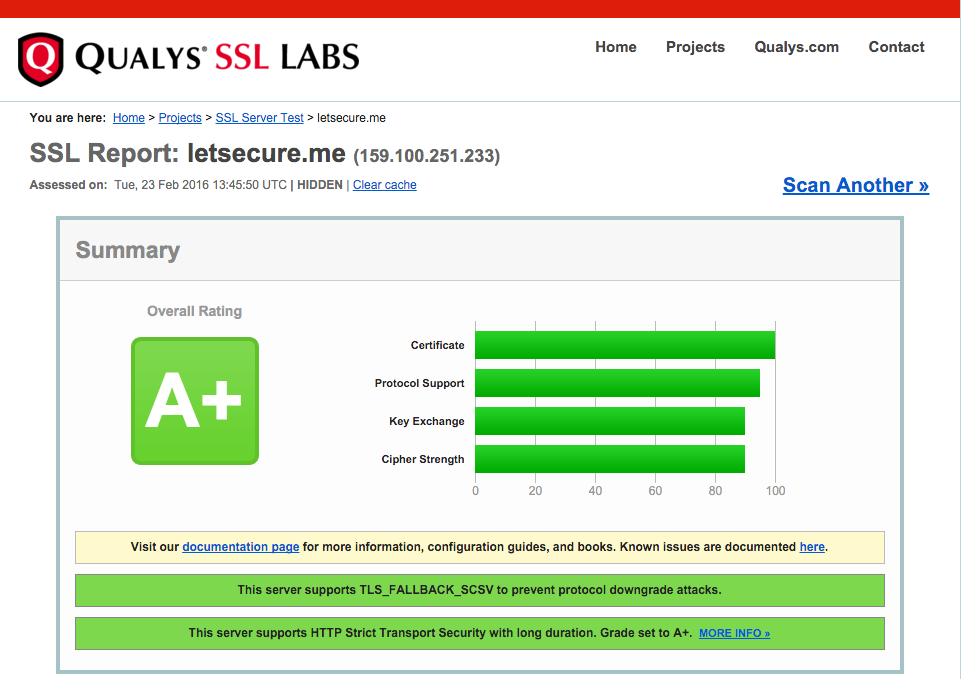 QUALYS® SSL LABS
Home Projects Qualys.com Contact
You are here: Home > Projects > SSL Server Test > letsecure.me
SSL Report: letsecure.me (159.100.251.233)
Assessed on: Tue, 23 Feb 2016 13:45:50 UTC | HIDDEN | Clear cache
Scan Another »
Summary
Overall Rating
A+
Certificate
Protocol Support
Key Exchange
Cipher Strength
0 20 40 60 80 100
Visit our documentation page for more information, configuration guides, and books. Known issues are documented here.
This server supports TLS_FALLBACK_SCSV to prevent protocol downgrade attacks.
This server supports HTTP Strict Transport Security with long duration. Grade set to A+. MORE INFO »